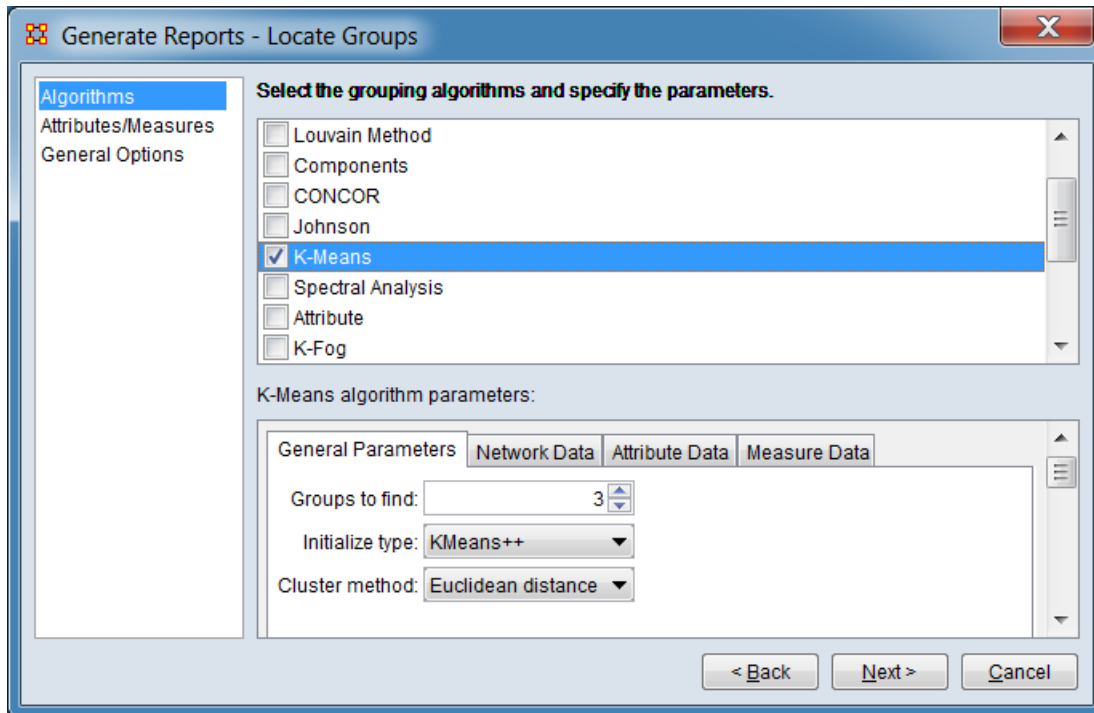 Generate Reports - Locate Groups
X
Algorithms
Attributes/Measures
General Options
Select the grouping algorithms and specify the parameters.
Louvain Method
Components
CONCOR
Johnson
K-Means
Spectral Analysis
Attribute
K-Fog
K-Means algorithm parameters:
General Parameters Network Data Attribute Data Measure Data
Groups to find: 3
Initialize type: KMeans++
Cluster method: Euclidean distance
< Back Next > Cancel